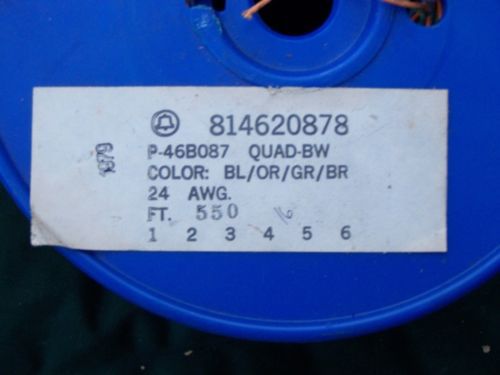 814620878
P-46B087 QUAD-BW
COLOR: BL/OR/GR/BR
24 AWG.
FT. 550
1 2 3 4 5 6